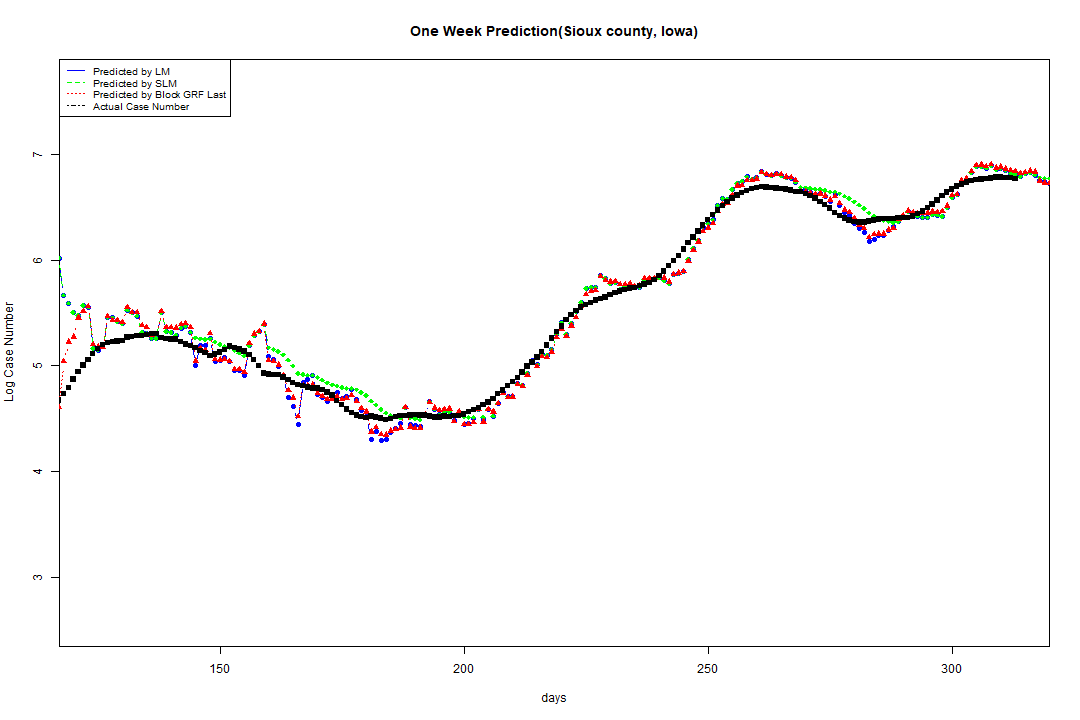 One Week Prediction(Sioux county, Iowa)
Predicted by LM
Predicted by SLM
Predicted by Block GRF Last
Actual Case Number
7
6
5
4
3
Log Case Number
150
200
250
300
days